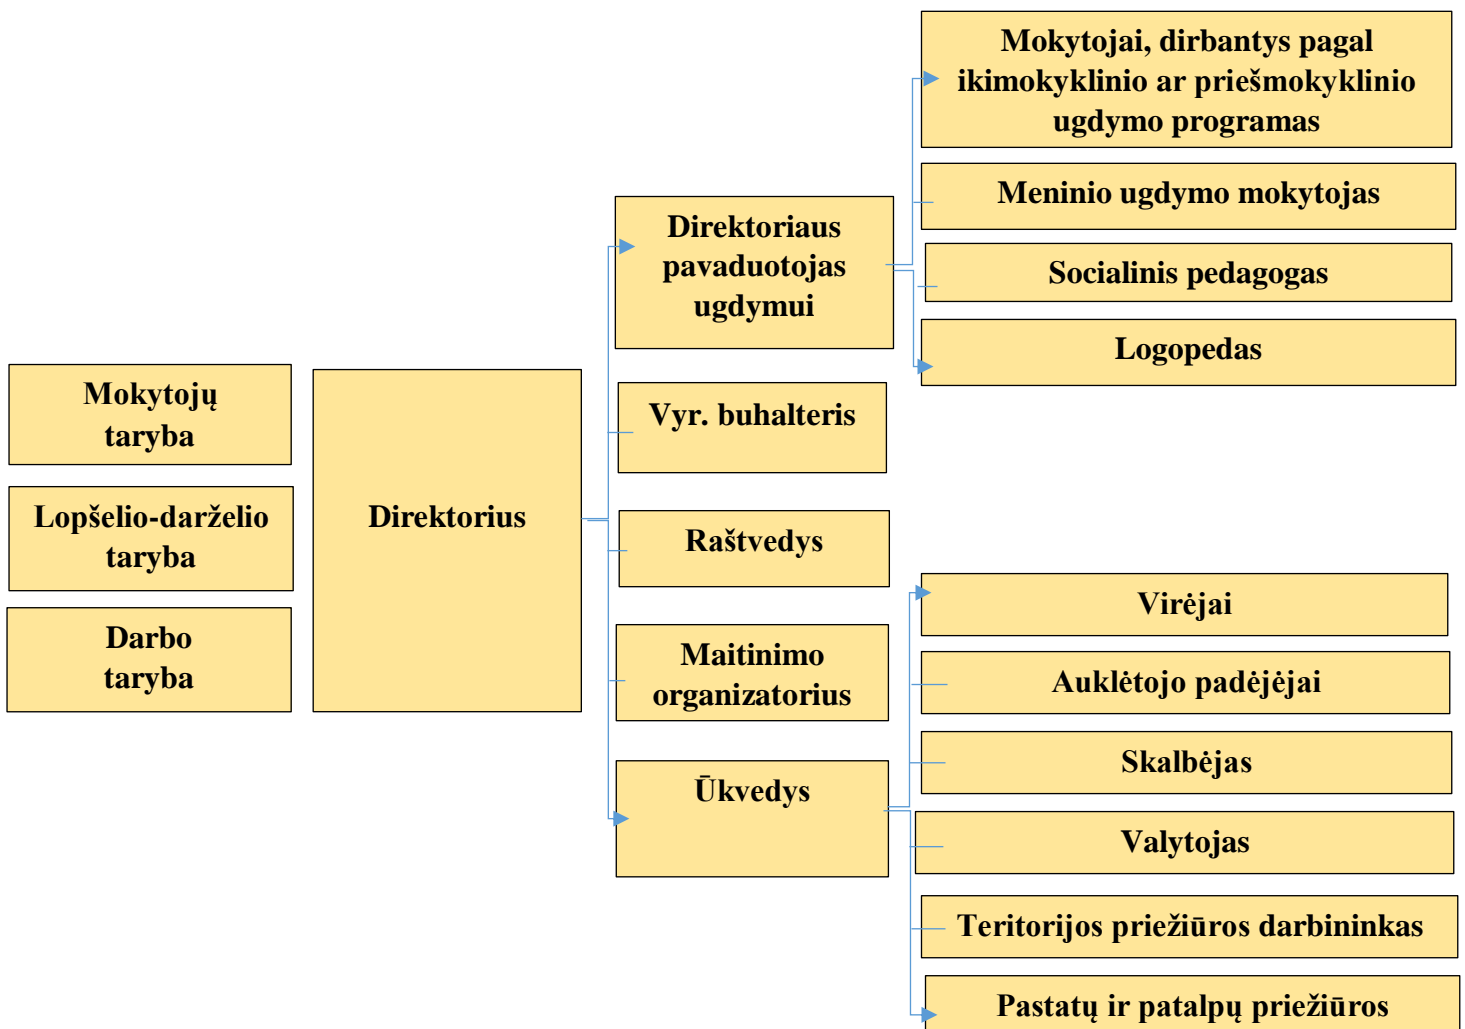 Mokytojų
taryba
Lopšelio-darželio
taryba
Darbo
taryba
Direktorius
Direktoriaus
pavaduotojas
ugdymui
Vyr. buhalteris
Raštvedys
Maitinimo
organizatorius
Ūkvedys
Mokytojai, dirbantys pagal
ikimokyklinio ar priešmokyklinio
ugdymo programas
Meninio ugdymo mokytojas
Socialinis pedagogas
Logopedas
Virėjai
Auklėtojo padėjėjai
Skalbėjas
Valytojas
Teritorijos priežiūros darbininkas
Pastatų ir patalpų priežiūros